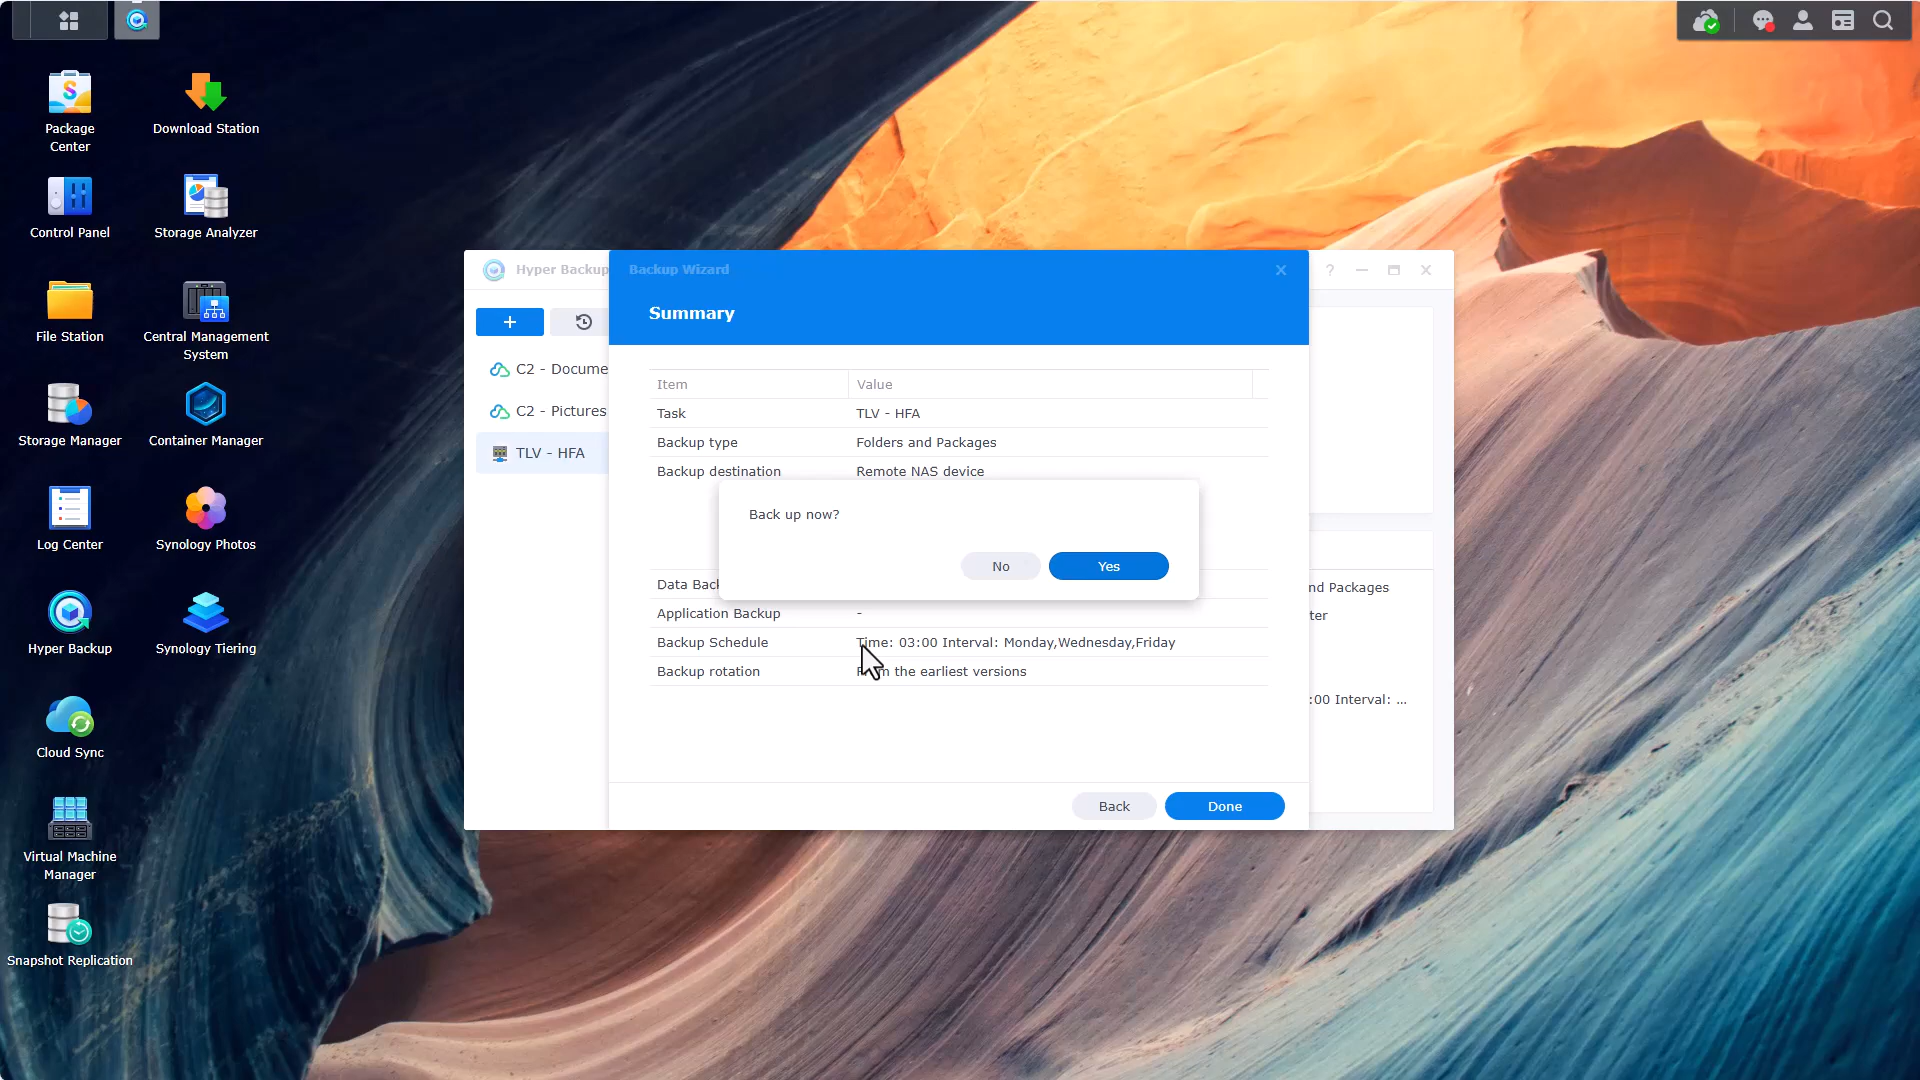 Package
Center
Download Station
Control Panel
Storage Analyzer
File Station
Central Management
System
Storage Manager
Container Manager
Log Center
Synology Photos
Hyper Backup
Synology Tiering
Cloud Sync
Virtual Machine
Manager
Snapshot Replication
Hyper Backup
C2 - Docume
C2 - Pictures
TLV - HFA
Backup Wizard
Summary
Item Value
Task TLV - HFA
Backup type Folders and Packages
Backup destination Remote NAS device
Back up now?
No Yes
Data Back
Application Backup -
Backup Schedule Time: 03:00 Interval: Monday,Wednesday,Friday
Backup rotation the earliest versions
Back Done
nd Packages
ter
:00 Interval: ...